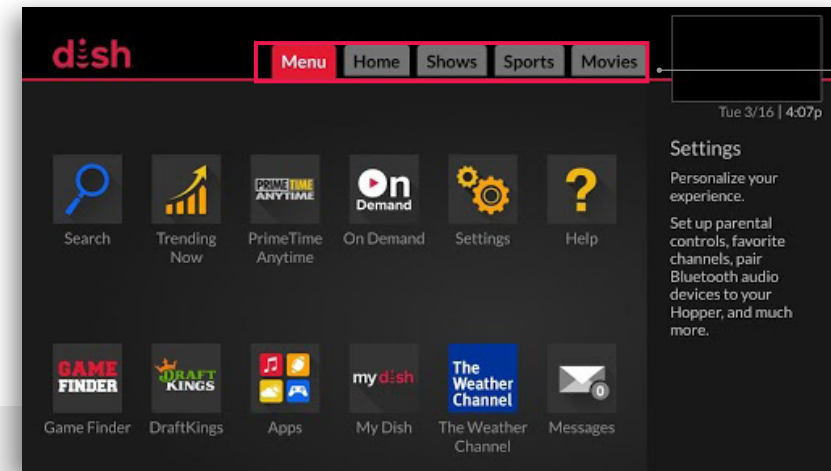 dish
Menu Home Shows Sports Movies
Tue 3/16 | 4:07p
Settings
Personalize your
experience.
Set up parental
controls, favorite
channels, pair
Bluetooth audio
devices to your
Hopper, and much
more.
PRIMETIME
ANYTIME
On
Demand
Search Trending PrimeTime On Demand Settings Help
Now Anytime
GAME
FINDER
DRAFT
KINGS
my dish
The
Weather
Channel
0
Game Finder DraftKings Apps My Dish The Weather Messages
Channel